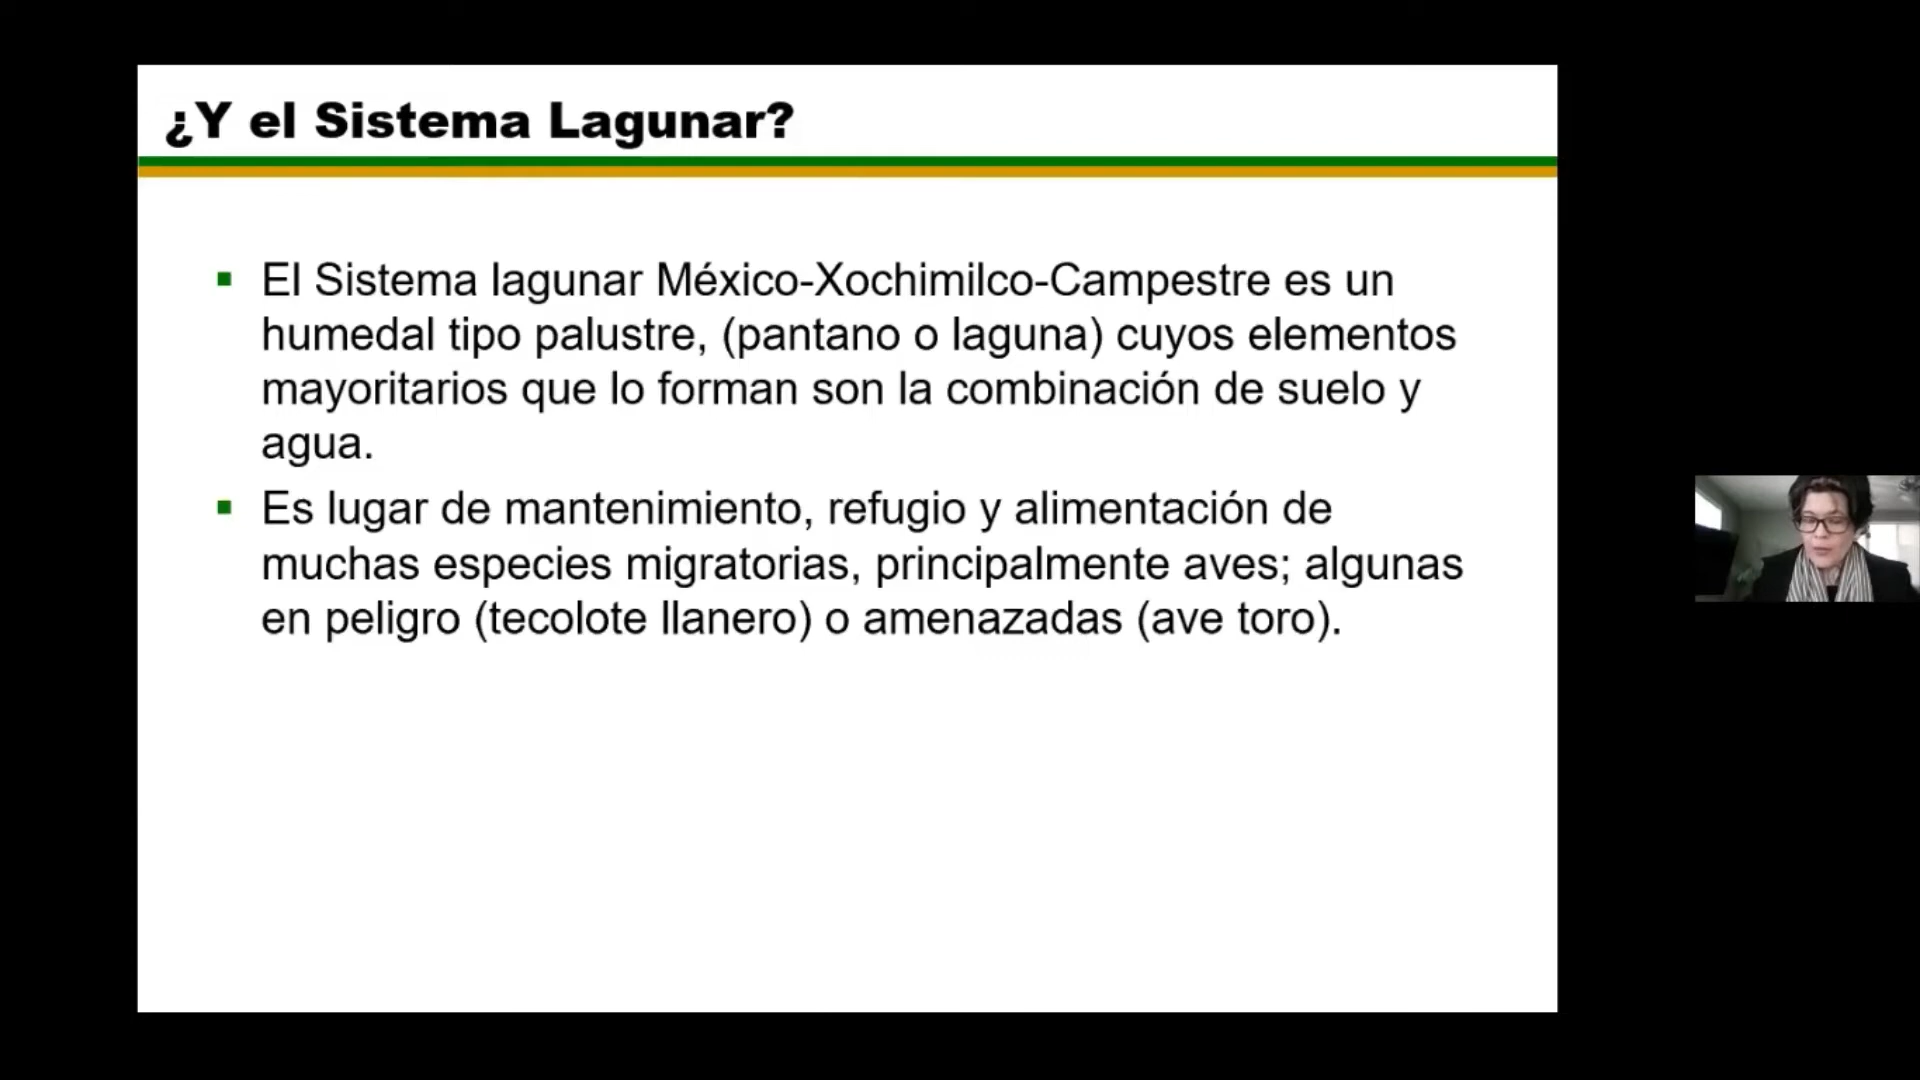 ¿Y el Sistema Lagunar?
El Sistema lagunar México-Xochimilco-Campestre es un
humedal tipo palustre, (pantano o laguna) cuyos elementos
mayoritarios que lo forman son la combinación de suelo y
agua.
Es lugar de mantenimiento, refugio y alimentación de
muchas especies migratorias, principalmente aves; algunas
en peligro (tecolote llanero) o amenazadas (ave toro).